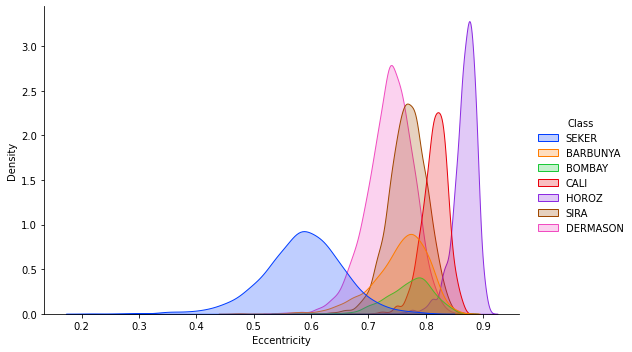 3.0
2.5
2.0
1.5
1.0
0.5
0.0
Density
0.2 0.3 0.4 0.5 0.6 0.7 0.8 0.9
Eccentricity
Class
SEKER
BARBUNYA
BOMBAY
CALI
HOROZ
SIRA
DERMASON